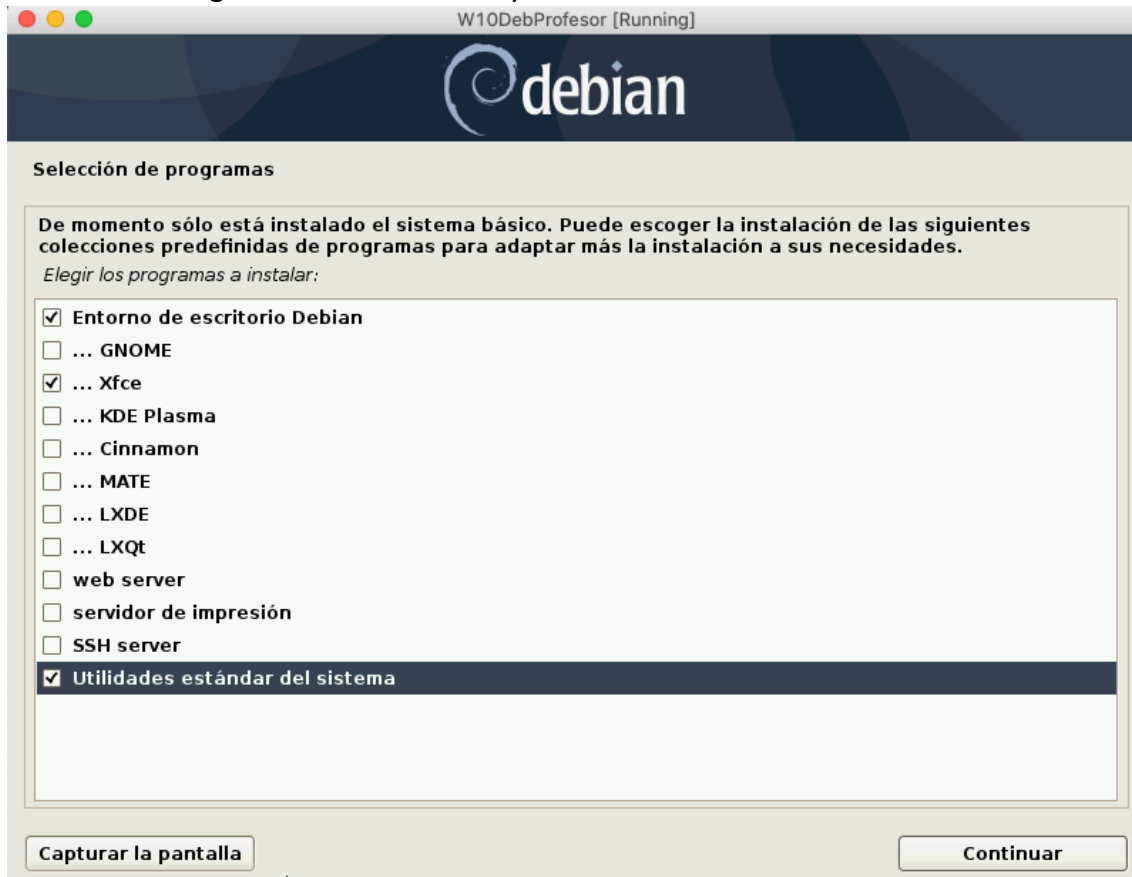 W10DebProfesor [Running]
debian
Selección de programas
De momento sólo está instalado el sistema básico. Puede escoger la instalación de las siguientes
colecciones predefinidas de programas para adaptar más la instalación a sus necesidades.
Elegir los programas a instalar:
Entorno de escritorio Debian
... GNOME
... Xfce
... KDE Plasma
... Cinnamon
... MATE
... LXDE
... LXQt
web server
servidor de impresión
SSH server
Utilidades estándar del sistema
Capturar la pantalla
Continuar